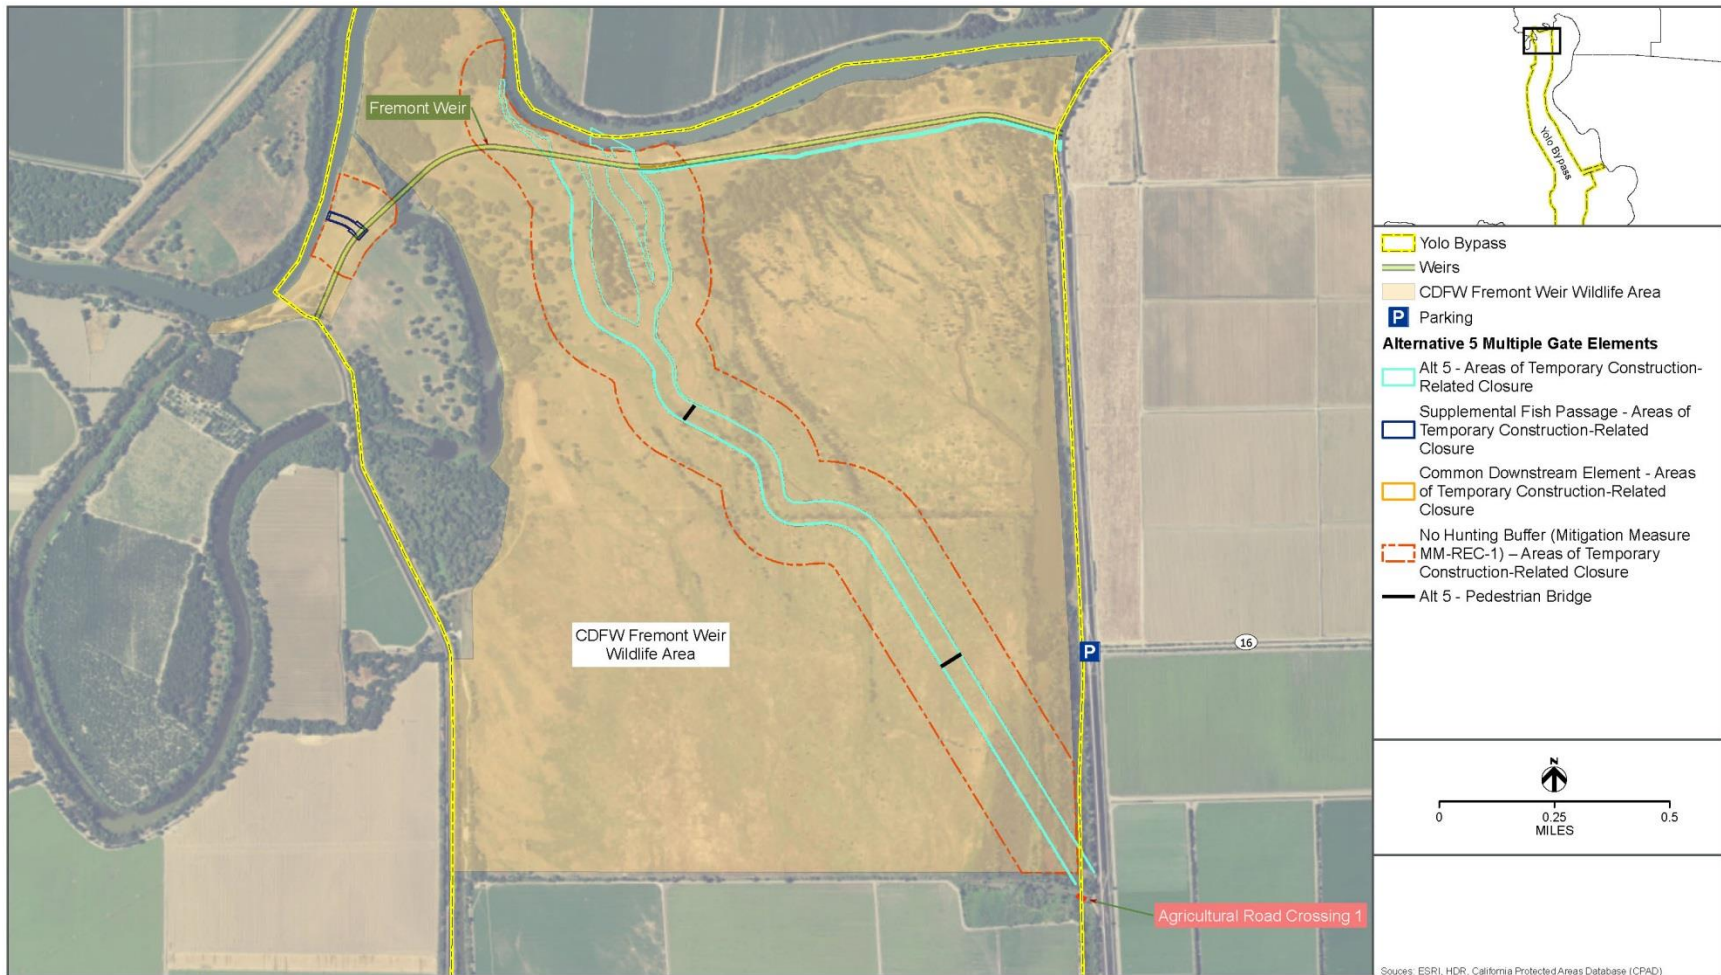 Fremont Weir
CDFW Fremont Weir
Wildlife Area
P
16
Agricultural Road Crossing 1
Yolo Bypass
Yolo Bypass
Weirs
CDFW Fremont Weir Wildlife Area
P Parking
Alternative 5 Multiple Gate Elements
Alt 5 - Areas of Temporary Construction-
Related Closure
Supplemental Fish Passage - Areas of
Temporary Construction-Related
Closure
Common Downstream Element - Areas
of Temporary Construction-Related
Closure
No Hunting Buffer (Mitigation Measure
MM-REC-1) – Areas of Temporary
Construction-Related Closure
Alt 5 - Pedestrian Bridge
N
0 0.25 0.5
MILES
Souces: ESRI, HDR, California Protected Areas Database (CPAD)